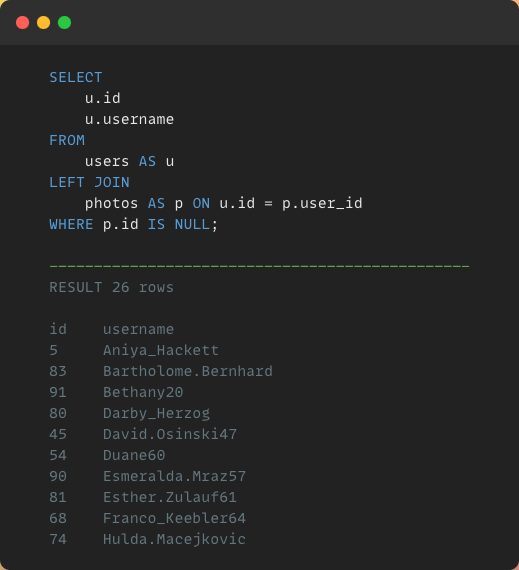 SELECT
u.id
u.username
FROM
users AS u
LEFT JOIN
photos AS p ON u.id = p.user_id
WHERE p.id IS NULL;
------------------------------------------------
RESULT 26 rows
id username
5 Aniya_Hackett
83 Bartholome.Bernhard
91 Bethany20
80 Darby_Herzog
45 David.Osinski47
54 Duane60
90 Esmeralda.Mraz57
81 Esther.Zulauf61
68 Franco_Keebler64
74 Hulda.Macejkovic